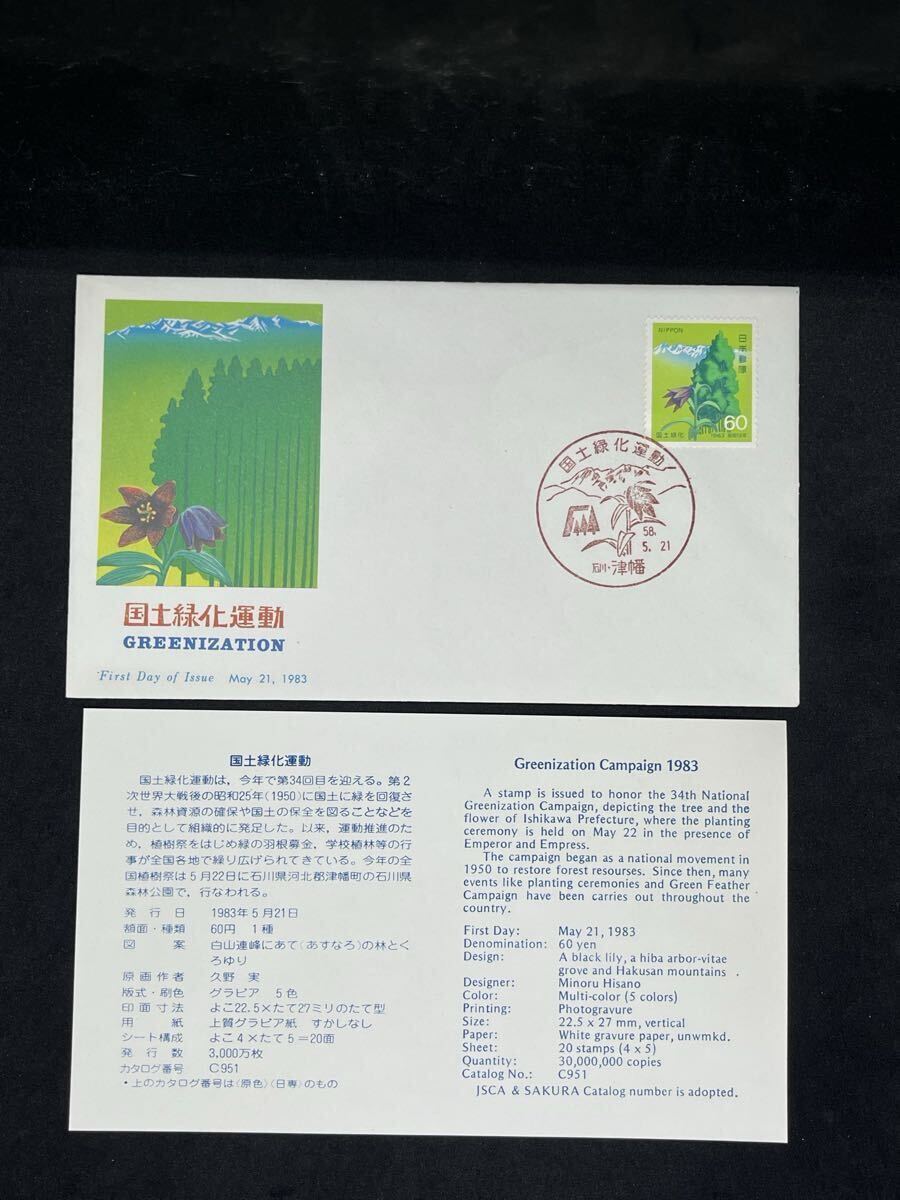 NIPPON
日本郵便
60
国土緑化
1983 昭和58年
国土緑化運動
58.
5. 21
石川・津幡
国土緑化運動
GREENIZATION
First Day of Issue May 21, 1983
国土緑化運動
国土緑化運動は,今年で第34回目を迎える。第2
次世界大戦後の昭和25年(1950)に国土に緑を回復さ
せ,森林資源の確保や国土の保全を図ることなどを
目的として組織的に発足した。以来,運動推進のた
め,植樹祭をはじめ緑の羽根募金,学校植林等の行
事が全国各地で繰り広げられてきている。今年の全
国植樹祭は5月22日に石川県河北郡津幡町の石川県
森林公園で,行なわれる。
発行日 1983年5月21日
額面・種類 60円 1種
図案 白山連峰にあて(あすなろ)の林とく
ろゆり
原画作者 久野 実
版式・刷色 グラビア 5色
印面寸法 よこ22.5×たて27ミリのたて型
用紙 上質グラビア紙 すかしなし
シート構成 よこ4×たて5=20面
発行数 3,000万枚
カタログ番号 C951
・上のカタログ番号は〈原色〉〈日専〉のもの
Greenization Campaign 1983
A stamp is issued to honor the 34th National
Greenization Campaign, depicting the tree and the
flower of Ishikawa Prefecture, where the planting
ceremony is held on May 22 in the presence of
Emperor and Empress.
The campaign began as a national movement in
1950 to restore forest resourses. Since then, many
events like planting ceremonies and Green Feather
Campaign have been carries out throughout the
country.
First Day: May 21, 1983
Denomination: 60 yen
Design: A black lily, a hiba arbor-vitae
grove and Hakusan mountains
Designer: Minoru Hisano
Color: Multi-color (5 colors)
Printing: Photogravure
Size: 22.5 x 27 mm, vertical
Paper: White gravure paper, unwmkd.
Sheet: 20 stamps (4 x 5)
Quantity: 30,000,000 copies
Catalog No.: C951
JSCA & SAKURA Catalog number is adopted.